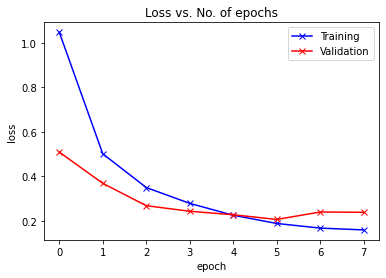 Loss vs. No. of epochs
Training
Validation
loss
1.0
0.8
0.6
0.4
0.2
0 1 2 3 4 5 6 7
epoch